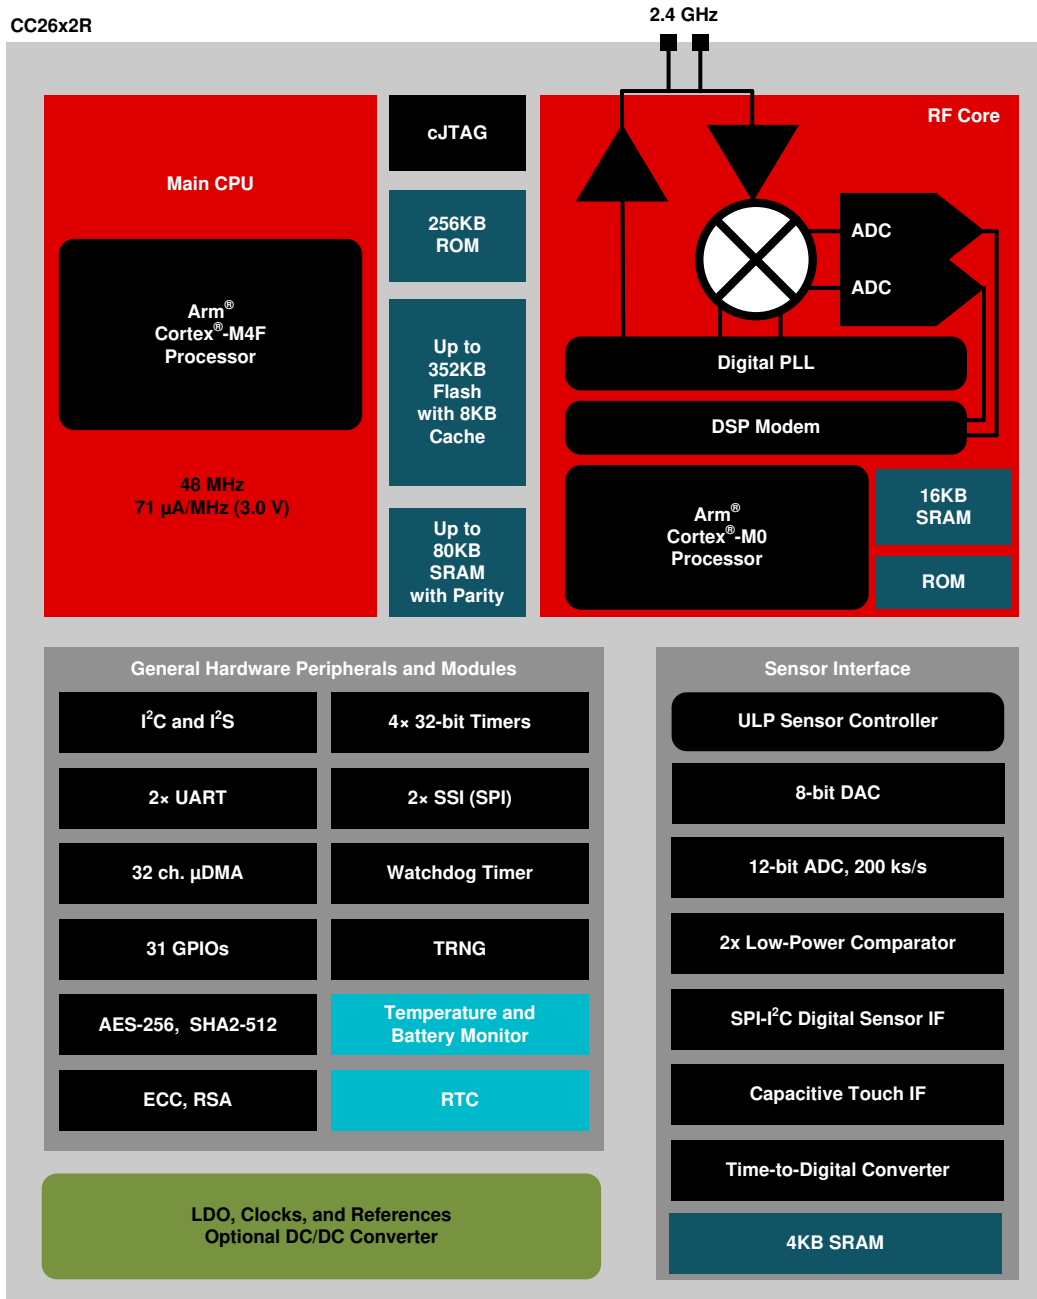 CC26x2R
2.4 GHz
Main CPU
Arm®
Cortex®-M4F
Processor
48 MHz
71 µA/MHz (3.0 V)
cJTAG
256KB
ROM
Up to
352KB
Flash
with 8KB
Cache
Up to
80KB
SRAM
with Parity
RF Core
ADC
ADC
Digital PLL
DSP Modem
Arm®
Cortex®-M0
Processor
16KB
SRAM
ROM
General Hardware Peripherals and Modules
I²C and I²S
4× 32-bit Timers
2× UART
2× SSI (SPI)
32 ch. µDMA
Watchdog Timer
31 GPIOs
TRNG
AES-256, SHA2-512
Temperature and
Battery Monitor
ECC, RSA
RTC
LDO, Clocks, and References
Optional DC/DC Converter
Sensor Interface
ULP Sensor Controller
8-bit DAC
12-bit ADC, 200 ks/s
2x Low-Power Comparator
SPI-I²C Digital Sensor IF
Capacitive Touch IF
Time-to-Digital Converter
4KB SRAM